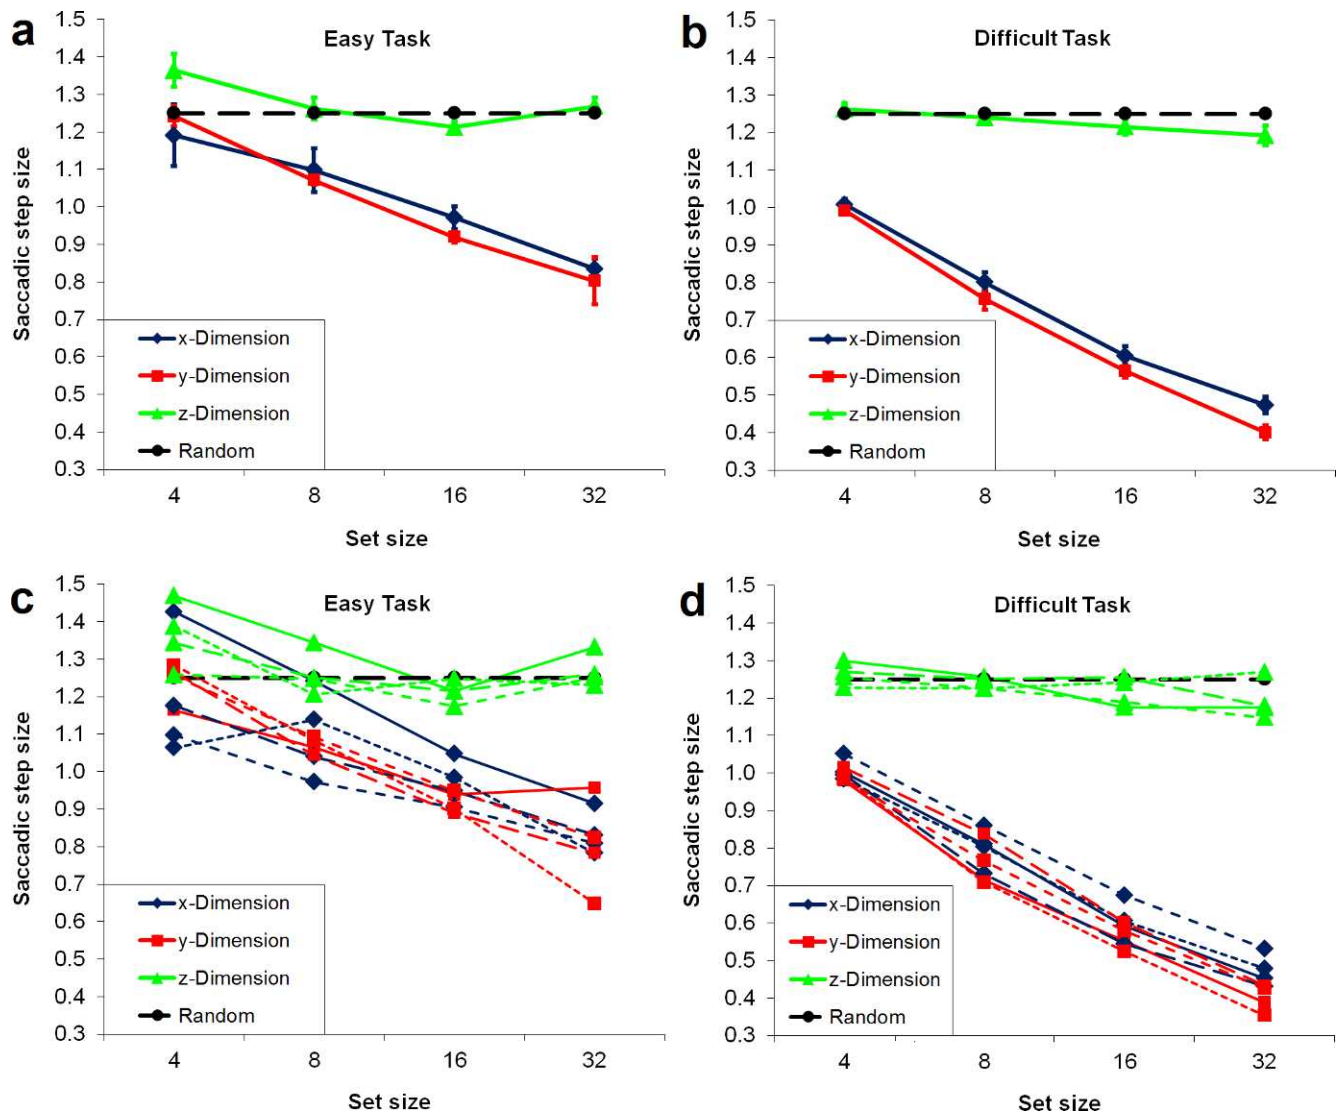 a
Easy Task
Saccadic step size
1.5
1.4
1.3
1.2
1.1
1.0
0.9
0.8
0.7
0.6
0.5
0.4
0.3
x-Dimension
y-Dimension
z-Dimension
Random
4 8 16 32
Set size
b
Difficult Task
Saccadic step size
1.5
1.4
1.3
1.2
1.1
1.0
0.9
0.8
0.7
0.6
0.5
0.4
0.3
x-Dimension
y-Dimension
z-Dimension
Random
4 8 16 32
Set size
c
Easy Task
Saccadic step size
1.5
1.4
1.3
1.2
1.1
1.0
0.9
0.8
0.7
0.6
0.5
0.4
0.3
x-Dimension
y-Dimension
z-Dimension
Random
4 8 16 32
Set size
d
Difficult Task
Saccadic step size
1.5
1.4
1.3
1.2
1.1
1.0
0.9
0.8
0.7
0.6
0.5
0.4
0.3
x-Dimension
y-Dimension
z-Dimension
Random
4 8 16 32
Set size